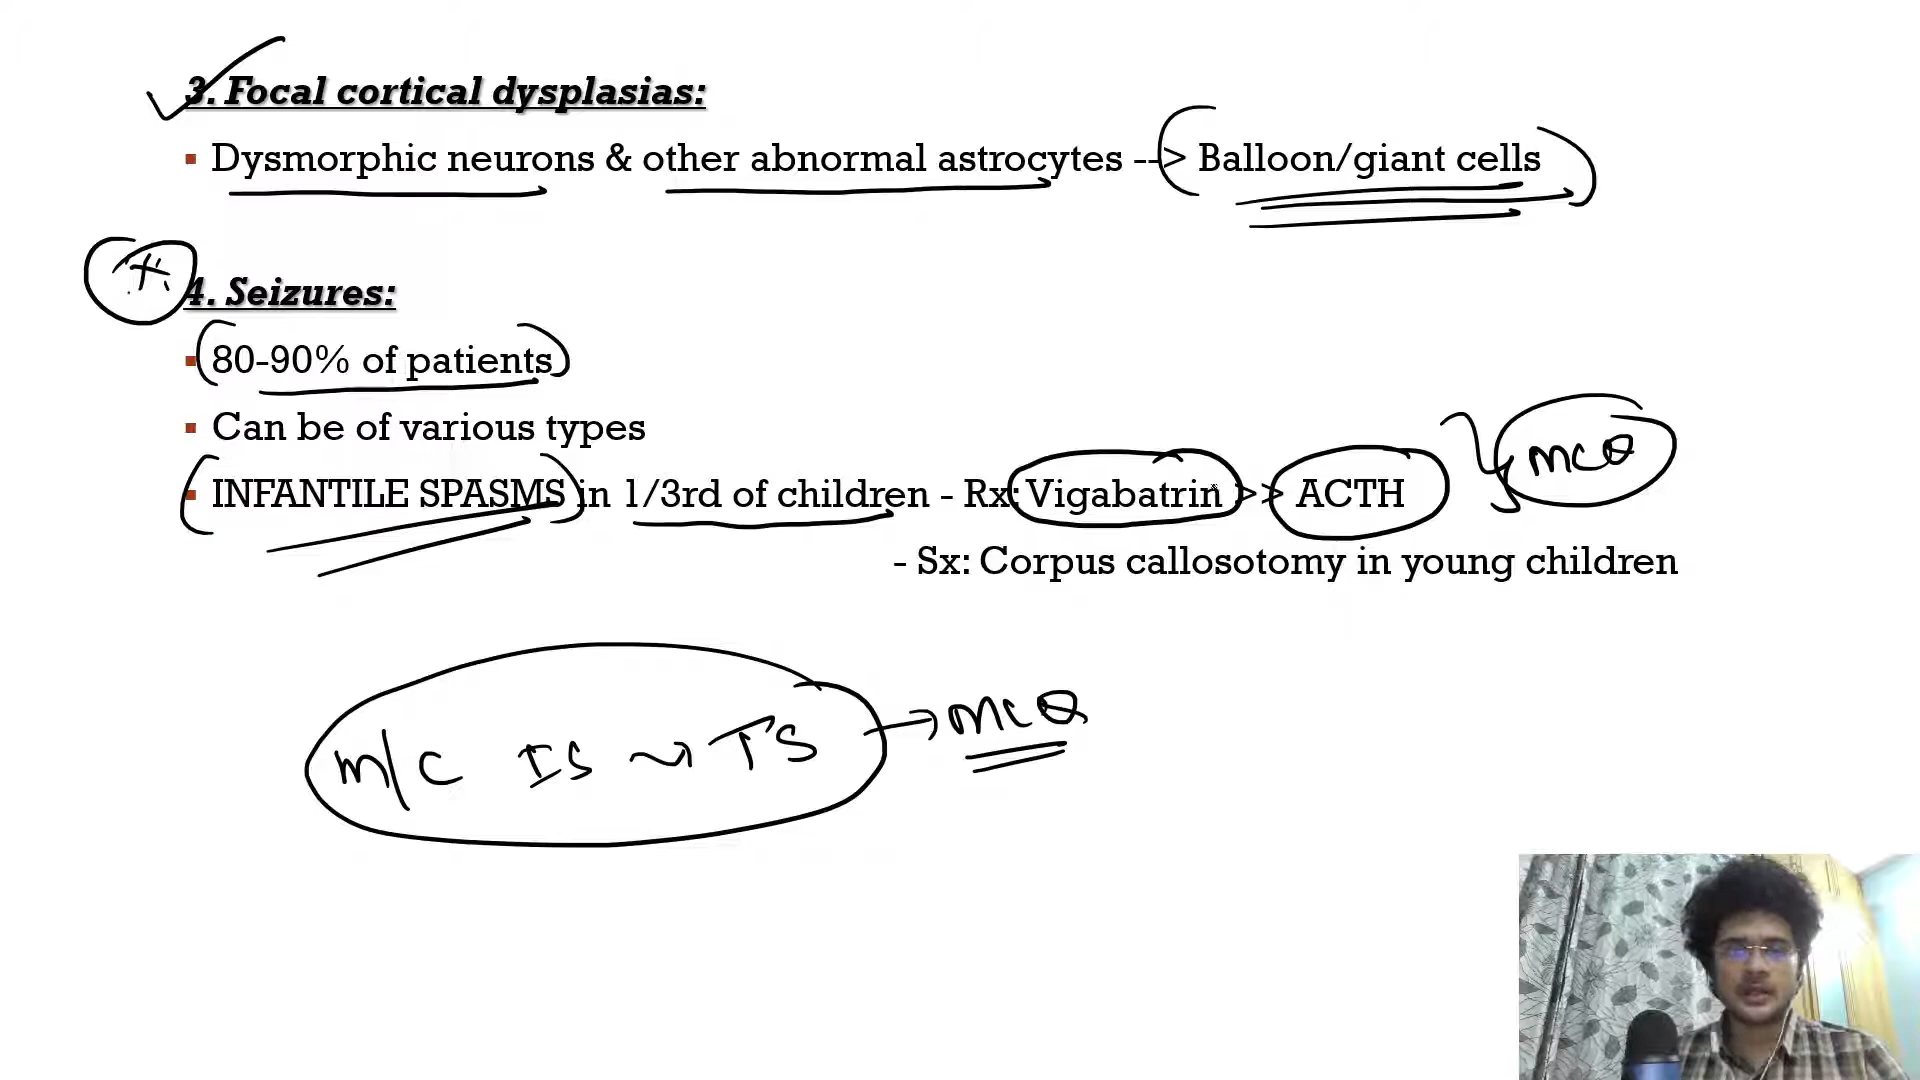 3. Focal cortical dysplasias:
▪ Dysmorphic neurons & other abnormal astrocytes --> Balloon/giant cells
4. Seizures:
▪ 80-90% of patients
▪ Can be of various types
▪ INFANTILE SPASMS in 1/3rd of children - Rx: Vigabatrin >> ACTH
MCQ
- Sx: Corpus callosotomy in young children
M/C IS ~> TS → MCQ